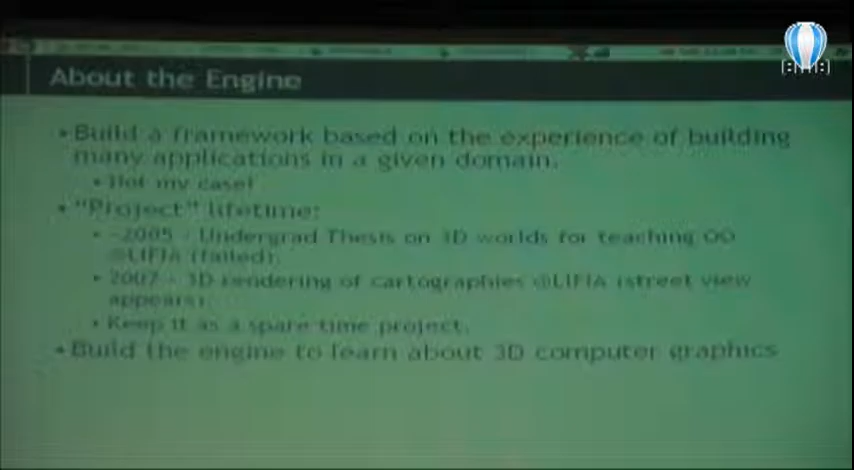 About the Engine
• Build a framework based on the experience of building
many applications in a given domain.
• Not my case!
• "Project" lifetime:
• ~2005 - Undergrad Thesis on 3D worlds for teaching OO
@LIFIA (failed).
• 2007 - 3D rendering of cartographies @LIFIA (street view
appears).
• Keep it as a spare time project.
• Build the engine to learn about 3D computer graphics